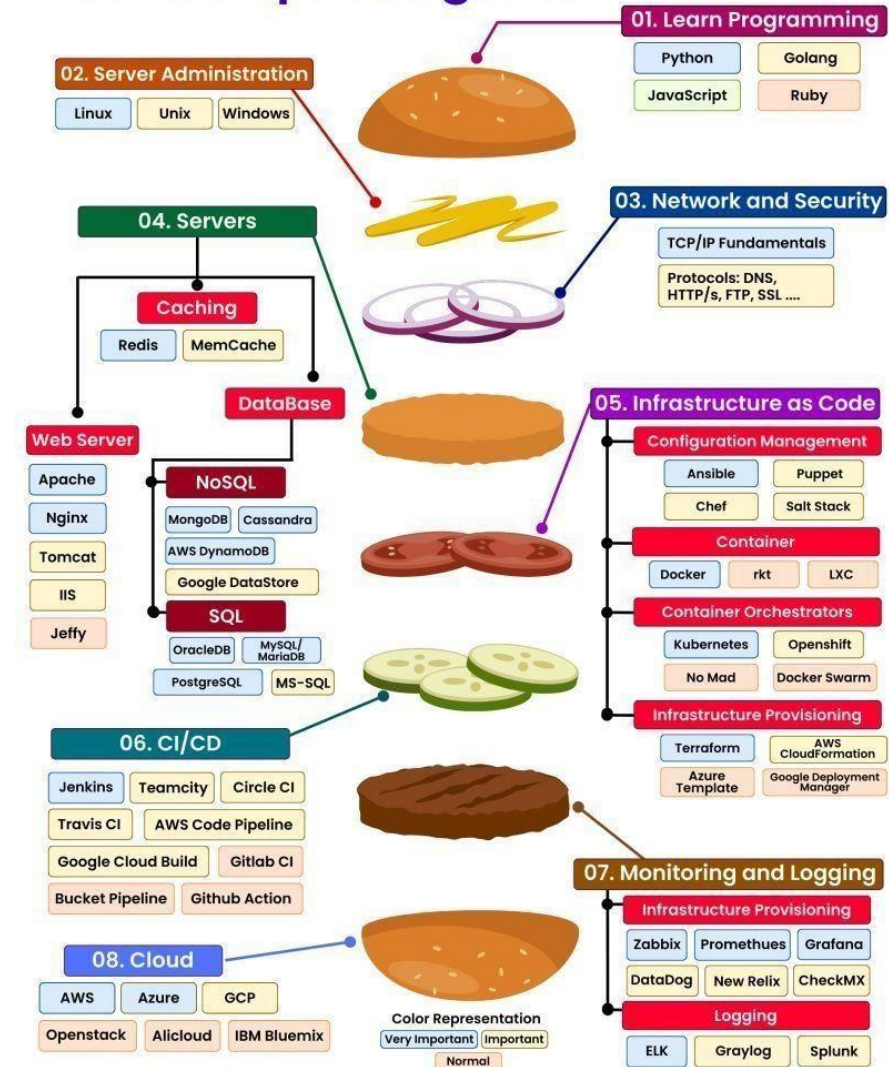 01. Learn Programming
Python
Golang
JavaScript
Ruby
02. Server Administration
Linux
Unix
Windows
03. Network and Security
TCP/IP Fundamentals
Protocols: DNS,
HTTP/s, FTP, SSL ....
04. Servers
Caching
Redis
MemCache
DataBase
Web Server
Apache
Nginx
Tomcat
IIS
Jeffy
NoSQL
MongoDB
Cassandra
AWS DynamoDB
Google DataStore
SQL
OracleDB
MySQL/
MariaDB
PostgreSQL
MS-SQL
05. Infrastructure as Code
Configuration Management
Ansible
Puppet
Chef
Salt Stack
Container
Docker
rkt
LXC
Container Orchestrators
Kubernetes
Openshift
No Mad
Docker Swarm
Infrastructure Provisioning
Terraform
AWS
CloudFormation
Azure
Template
Google Deployment
Manager
06. CI/CD
Jenkins
Teamcity
Circle CI
Travis CI
AWS Code Pipeline
Google Cloud Build
Gitlab CI
Bucket Pipeline
Github Action
07. Monitoring and Logging
Infrastructure Provisioning
Zabbix
Promethues
Grafana
DataDog
New Relix
CheckMX
Logging
ELK
Graylog
Splunk
08. Cloud
AWS
Azure
GCP
Openstack
Alicloud
IBM Bluemix
Color Representation
Very Important
Important
Normal